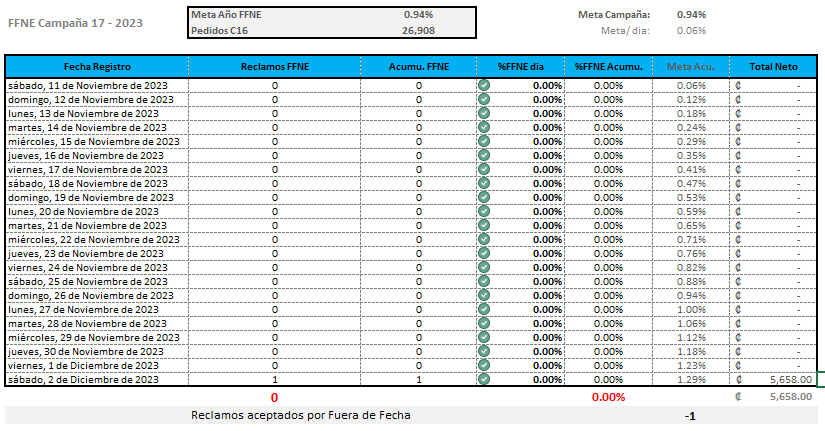 FFNE Campaña 17 - 2023
Meta Año FFNE 0.94%
Pedidos C16 26,908
Meta Campaña: 0.94%
Meta/ dia: 0.06%
Fecha Registro Reclamos FFNE Acumu. FFNE %FFNE dia %FFNE Acumu. Meta Acu. Total Neto
sábado, 11 de Noviembre de 2023 0 0 0.00% 0.00% 0.06% ₡ -
domingo, 12 de Noviembre de 2023 0 0 0.00% 0.00% 0.12% ₡ -
lunes, 13 de Noviembre de 2023 0 0 0.00% 0.00% 0.18% ₡ -
martes, 14 de Noviembre de 2023 0 0 0.00% 0.00% 0.24% ₡ -
miércoles, 15 de Noviembre de 2023 0 0 0.00% 0.00% 0.29% ₡ -
jueves, 16 de Noviembre de 2023 0 0 0.00% 0.00% 0.35% ₡ -
viernes, 17 de Noviembre de 2023 0 0 0.00% 0.00% 0.41% ₡ -
sábado, 18 de Noviembre de 2023 0 0 0.00% 0.00% 0.47% ₡ -
domingo, 19 de Noviembre de 2023 0 0 0.00% 0.00% 0.53% ₡ -
lunes, 20 de Noviembre de 2023 0 0 0.00% 0.00% 0.59% ₡ -
martes, 21 de Noviembre de 2023 0 0 0.00% 0.00% 0.65% ₡ -
miércoles, 22 de Noviembre de 2023 0 0 0.00% 0.00% 0.71% ₡ -
jueves, 23 de Noviembre de 2023 0 0 0.00% 0.00% 0.76% ₡ -
viernes, 24 de Noviembre de 2023 0 0 0.00% 0.00% 0.82% ₡ -
sábado, 25 de Noviembre de 2023 0 0 0.00% 0.00% 0.88% ₡ -
domingo, 26 de Noviembre de 2023 0 0 0.00% 0.00% 0.94% ₡ -
lunes, 27 de Noviembre de 2023 0 0 0.00% 0.00% 1.00% ₡ -
martes, 28 de Noviembre de 2023 0 0 0.00% 0.00% 1.06% ₡ -
miércoles, 29 de Noviembre de 2023 0 0 0.00% 0.00% 1.12% ₡ -
jueves, 30 de Noviembre de 2023 0 0 0.00% 0.00% 1.18% ₡ -
viernes, 1 de Diciembre de 2023 0 0 0.00% 0.00% 1.23% ₡ -
sábado, 2 de Diciembre de 2023 1 1 0.00% 0.00% 1.29% ₡ 5,658.00
0 0.00% ₡ 5,658.00
Reclamos aceptados por Fuera de Fecha -1